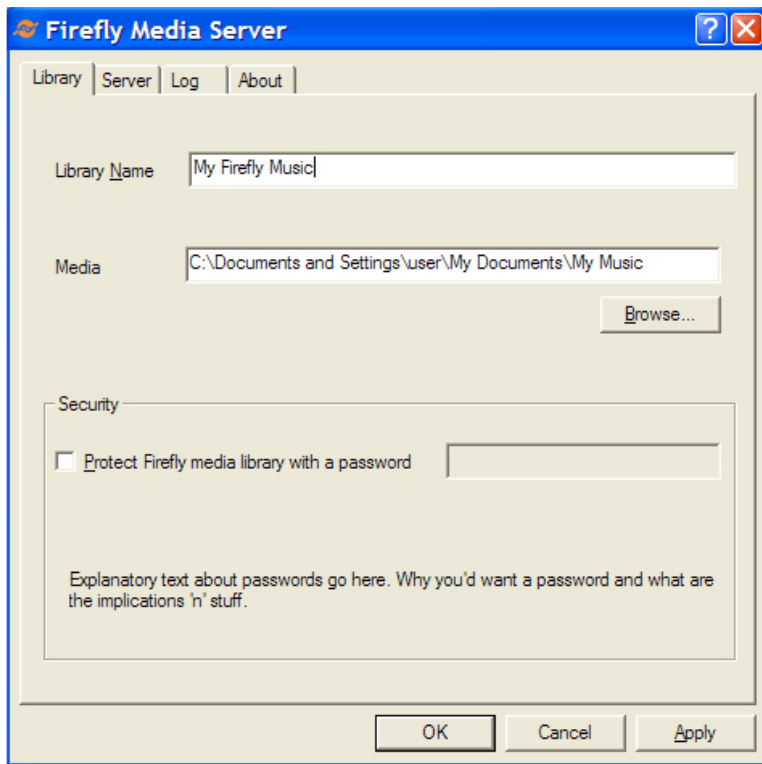 Firefly Media Server
Library Server Log About
Library Name My Firefly Music
Media C:\Documents and Settings\user\My Documents\My Music
Browse...
Security
Protect Firefly media library with a password
Explanatory text about passwords go here. Why you'd want a password and what are
the implications 'n' stuff.
OK Cancel Apply